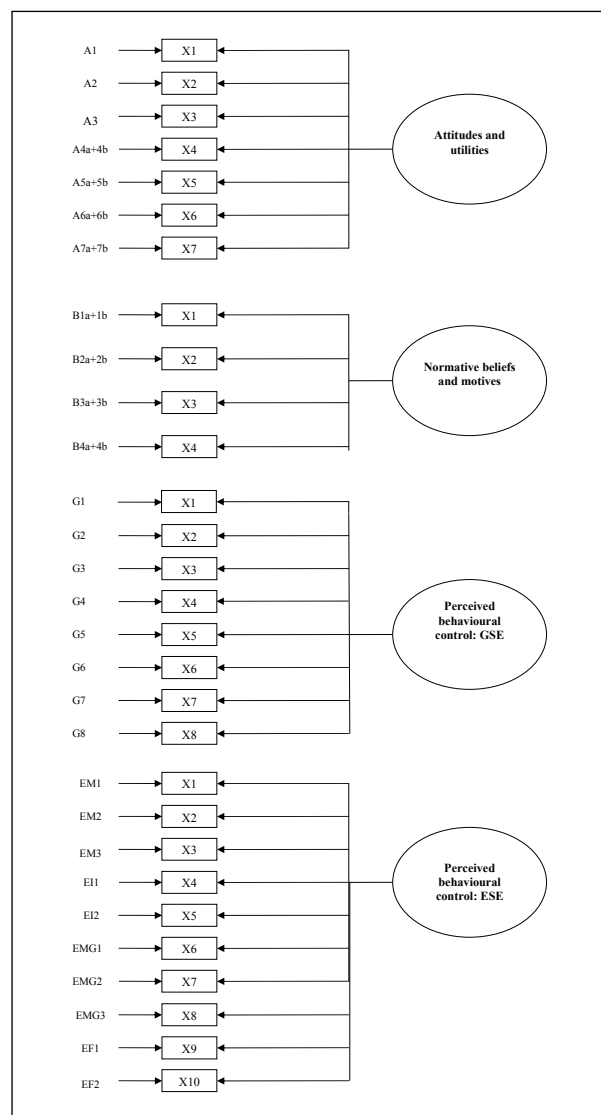 A1 X1
A2 X2
A3 X3
A4a+4b X4
A5a+5b X5
A6a+6b X6
A7a+7b X7
Attitudes and
utilities
B1a+1b X1
B2a+2b X2
B3a+3b X3
B4a+4b X4
Normative beliefs
and motives
G1 X1
G2 X2
G3 X3
G4 X4
G5 X5
G6 X6
G7 X7
G8 X8
Perceived
behavioural
control: GSE
EM1 X1
EM2 X2
EM3 X3
EI1 X4
EI2 X5
EMG1 X6
EMG2 X7
EMG3 X8
EF1 X9
EF2 X10
Perceived
behavioural
control: ESE